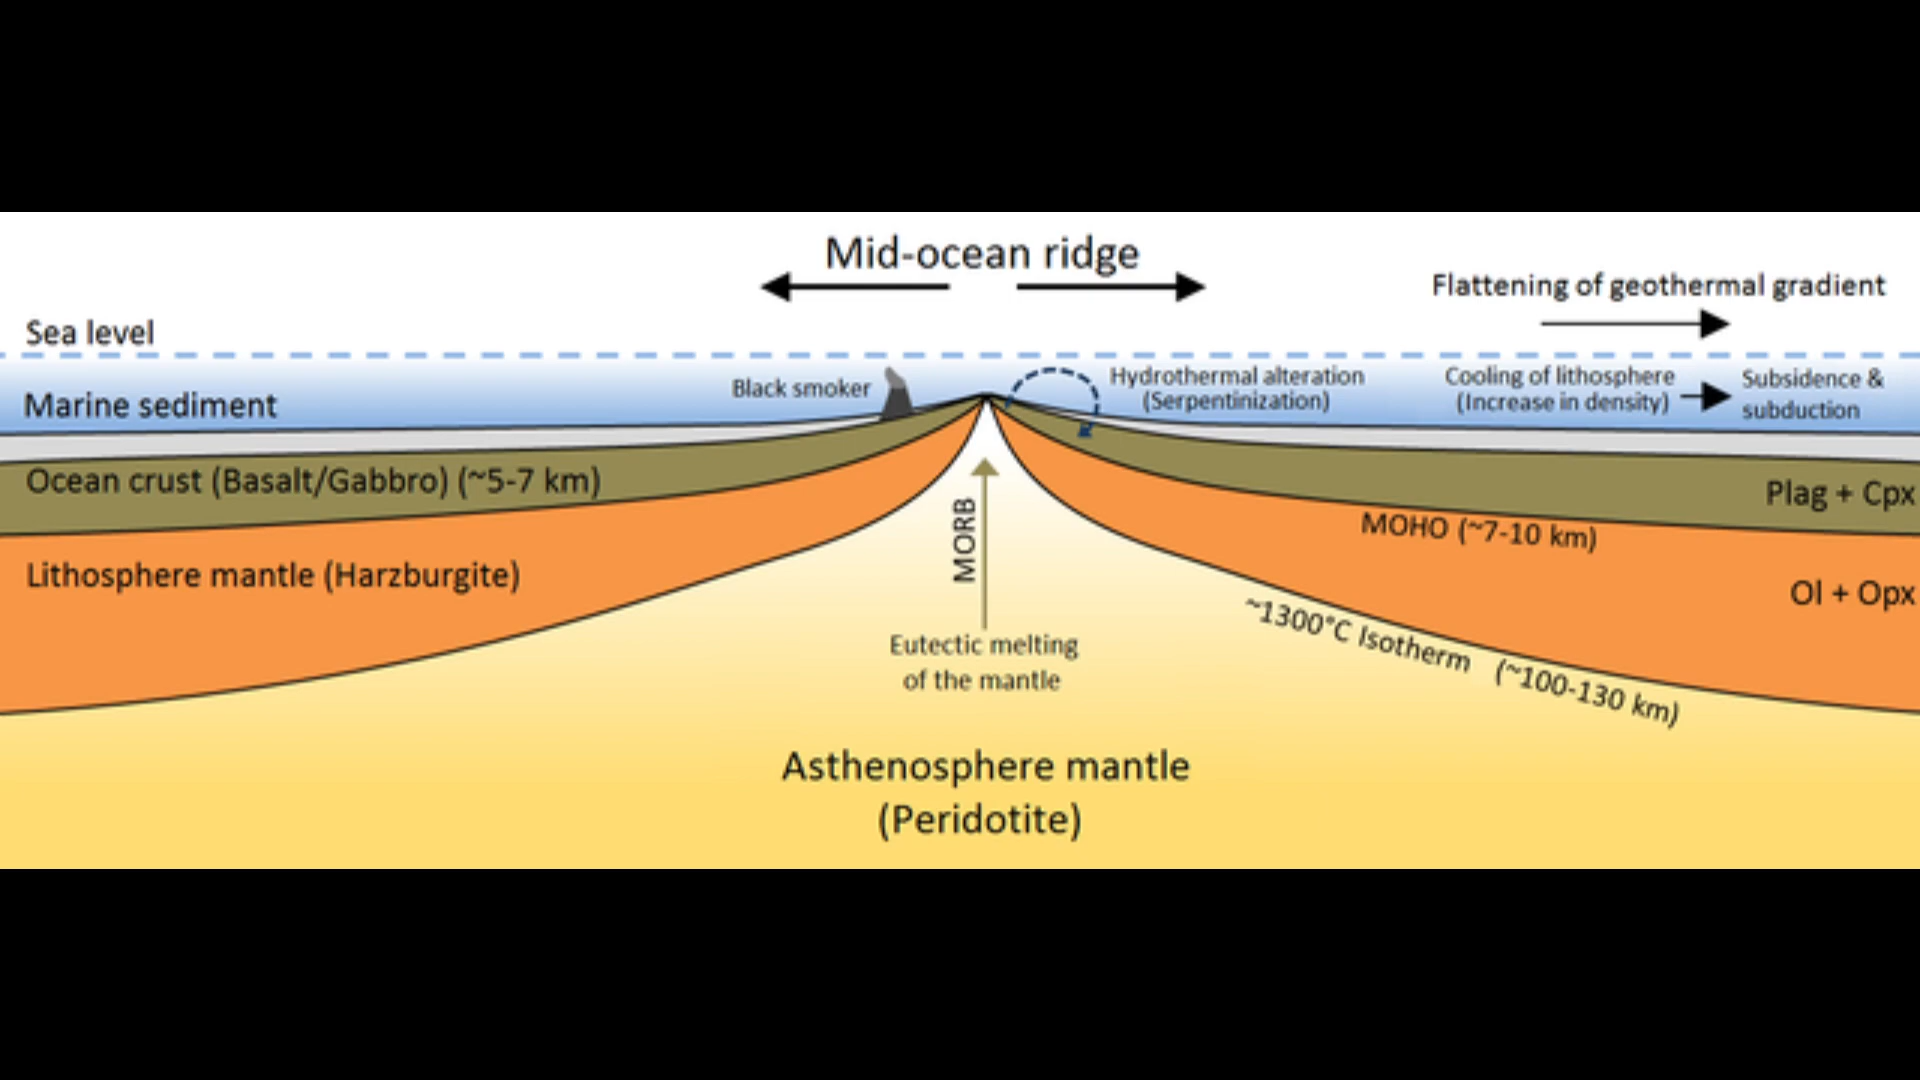 Mid-ocean ridge
Flattening of geothermal gradient
Sea level
Black smoker
Hydrothermal alteration
(Serpentinization)
Cooling of lithosphere
(Increase in density)
Subsidence &
subduction
Marine sediment
Ocean crust (Basalt/Gabbro) (~5-7 km)
Plag + Cpx
MORB
MOHO (~7-10 km)
Lithosphere mantle (Harzburgite)
Ol + Opx
~1300°C Isotherm (~100-130 km)
Eutectic melting
of the mantle
Asthenosphere mantle
(Peridotite)